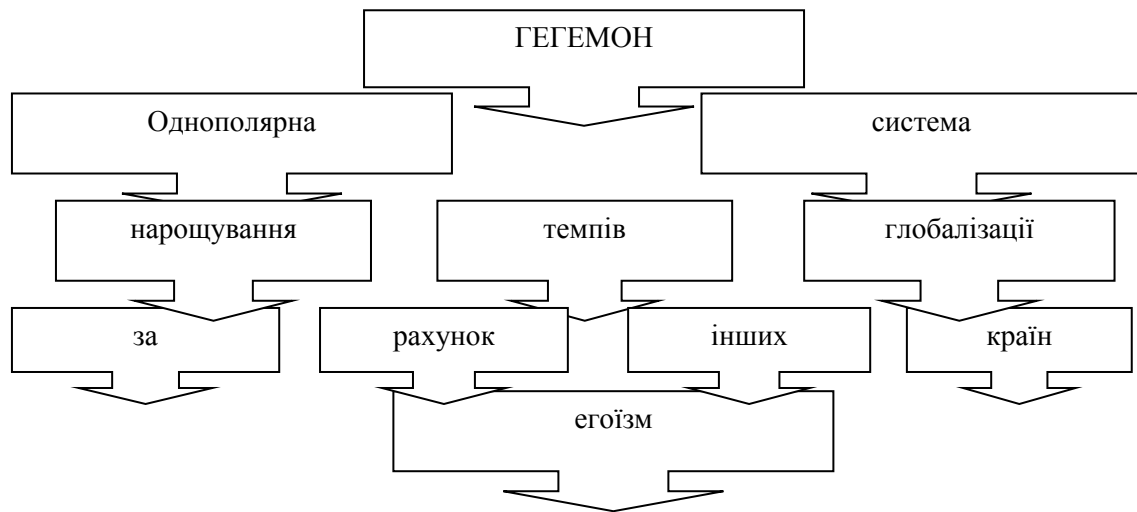 ГЕГЕМОН
Однополярна система
нарощування темпів глобалізації
за рахунок інших країн
егоїзм